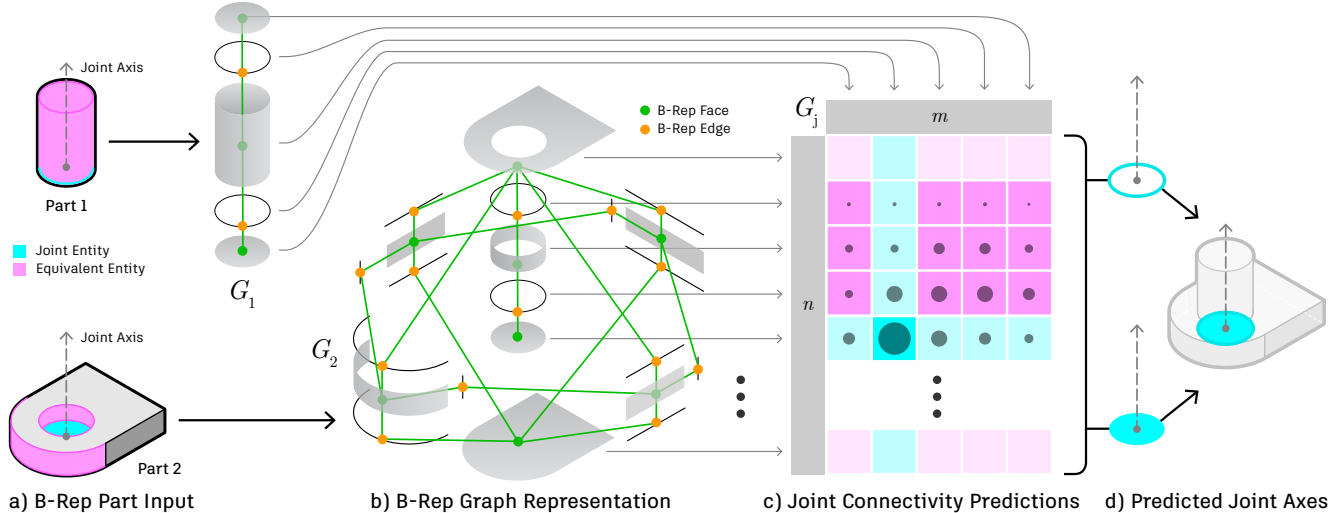 Joint Axis
Part 1
Joint Entity
Equivalent Entity
G1
B-Rep Face
B-Rep Edge
Gj
m
n
Joint Axis
G2
Part 2
a) B-Rep Part Input
b) B-Rep Graph Representation
c) Joint Connectivity Predictions
d) Predicted Joint Axes